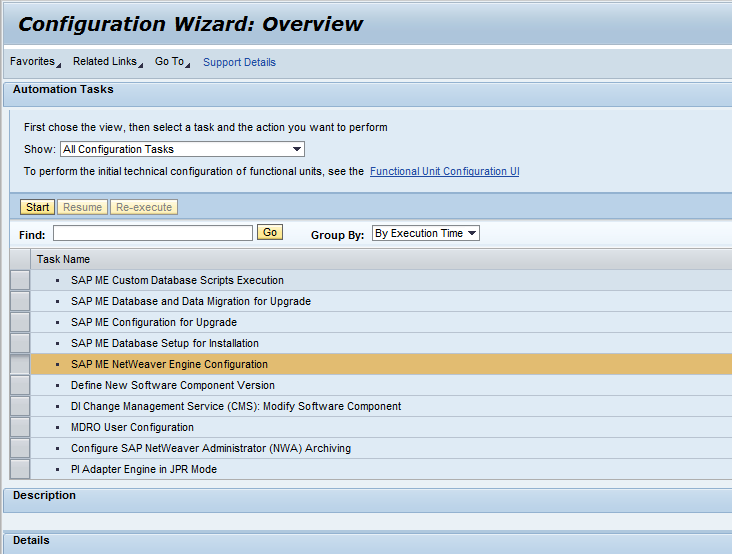 Configuration Wizard: Overview
Favorites Related Links Go To Support Details
Automation Tasks
First chose the view, then select a task and the action you want to perform
Show: All Configuration Tasks
To perform the initial technical configuration of functional units, see the Functional Unit Configuration UI
Start Resume Re-execute
Find: Go Group By: By Execution Time
Task Name
SAP ME Custom Database Scripts Execution
SAP ME Database and Data Migration for Upgrade
SAP ME Configuration for Upgrade
SAP ME Database Setup for Installation
SAP ME NetWeaver Engine Configuration
Define New Software Component Version
DI Change Management Service (CMS): Modify Software Component
MDRO User Configuration
Configure SAP NetWeaver Administrator (NWA) Archiving
PI Adapter Engine in JPR Mode
Description
Details